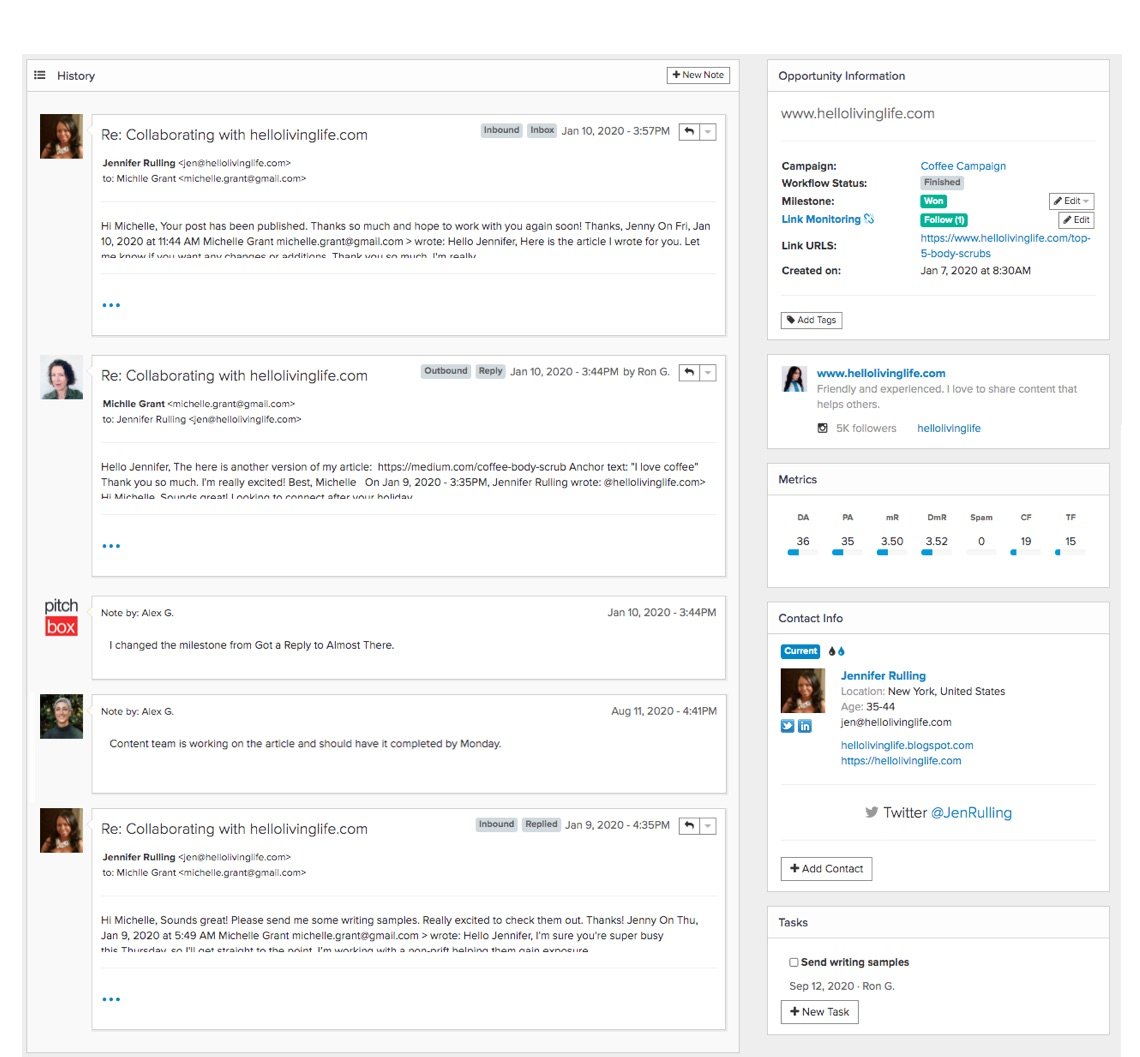 History
+ New Note
Re: Collaborating with hellolivinglife.com
Inbound Inbox Jan 10, 2020 - 3:57PM
Jennifer Rulling <jen@hellolivinglife.com>
to: Michlle Grant <michelle.grant@gmail.com>
Hi Michelle, Your post has been published. Thanks so much and hope to work with you again soon! Thanks, Jenny On Fri, Jan
10, 2020 at 11:44 AM Michelle Grant michelle.grant@gmail.com > wrote: Hello Jennifer, Here is the article I wrote for you. Let
me know if you want any changes or additions. Thank you so much. I'm really
•••
Re: Collaborating with hellolivinglife.com
Outbound Reply Jan 10, 2020 - 3:44PM by Ron G.
Michlle Grant <michelle.grant@gmail.com>
to: Jennifer Rulling <jen@hellolivinglife.com>
Hello Jennifer, The here is another version of my article: https://medium.com/coffee-body-scrub Anchor text: "I love coffee"
Thank you so much. I'm really excited! Best, Michelle On Jan 9, 2020 - 3:35PM, Jennifer Rulling wrote: @hellolivinglife.com>
Hi Michelle, Sounds great! Looking to connect after your holiday
•••
pitch
box
Note by: Alex G.
Jan 10, 2020 - 3:44PM
I changed the milestone from Got a Reply to Almost There.
Note by: Alex G.
Aug 11, 2020 - 4:41PM
Content team is working on the article and should have it completed by Monday.
Re: Collaborating with hellolivinglife.com
Inbound Replied Jan 9, 2020 - 4:35PM
Jennifer Rulling <jen@hellolivinglife.com>
to: Michlle Grant <michelle.grant@gmail.com>
Hi Michelle, Sounds great! Please send me some writing samples. Really excited to check them out. Thanks! Jenny On Thu,
Jan 9, 2020 at 5:49 AM Michelle Grant michelle.grant@gmail.com > wrote: Hello Jennifer, I'm sure you're super busy
this Thursday, so I'll get straight to the point. I'm working with a non-prift helping them gain exposure
•••
Opportunity Information
www.hellolivinglife.com
Campaign: Coffee Campaign
Workflow Status: Finished
Milestone: Won Edit
Link Monitoring Follow (1) Edit
Link URLS: https://www.hellolivinglife.com/top-
5-body-scrubs
Created on: Jan 7, 2020 at 8:30AM
Add Tags
www.hellolivinglife.com
Friendly and experienced. I love to share content that
helps others.
5K followers hellolivinglife
Metrics
DA PA mR DmR Spam CF TF
36 35 3.50 3.52 0 19 15
Contact Info
Current
Jennifer Rulling
Location: New York, United States
Age: 35-44
jen@hellolivinglife.com
hellolivinglife.blogspot.com
https://hellolivinglife.com
Twitter @JenRulling
+ Add Contact
Tasks
Send writing samples
Sep 12, 2020 · Ron G.
+ New Task